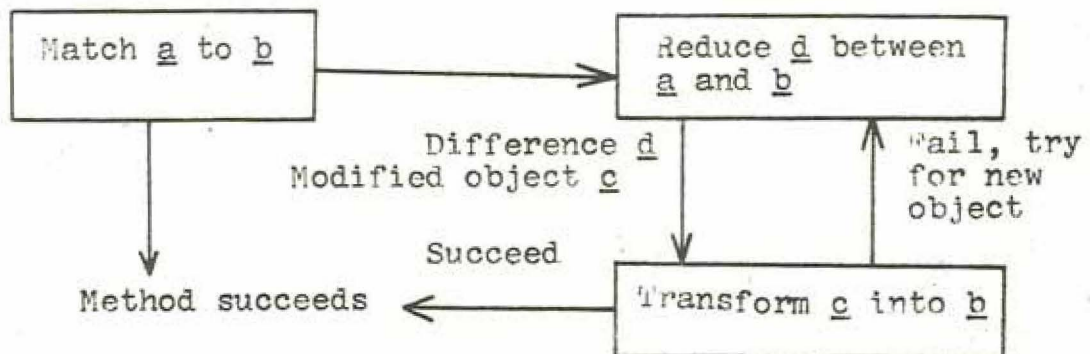 Match a to b
Reduce d between
a and b
Difference d
Modified object c
Fail, try
for new
object
Succeed
Method succeeds
Transform c into b